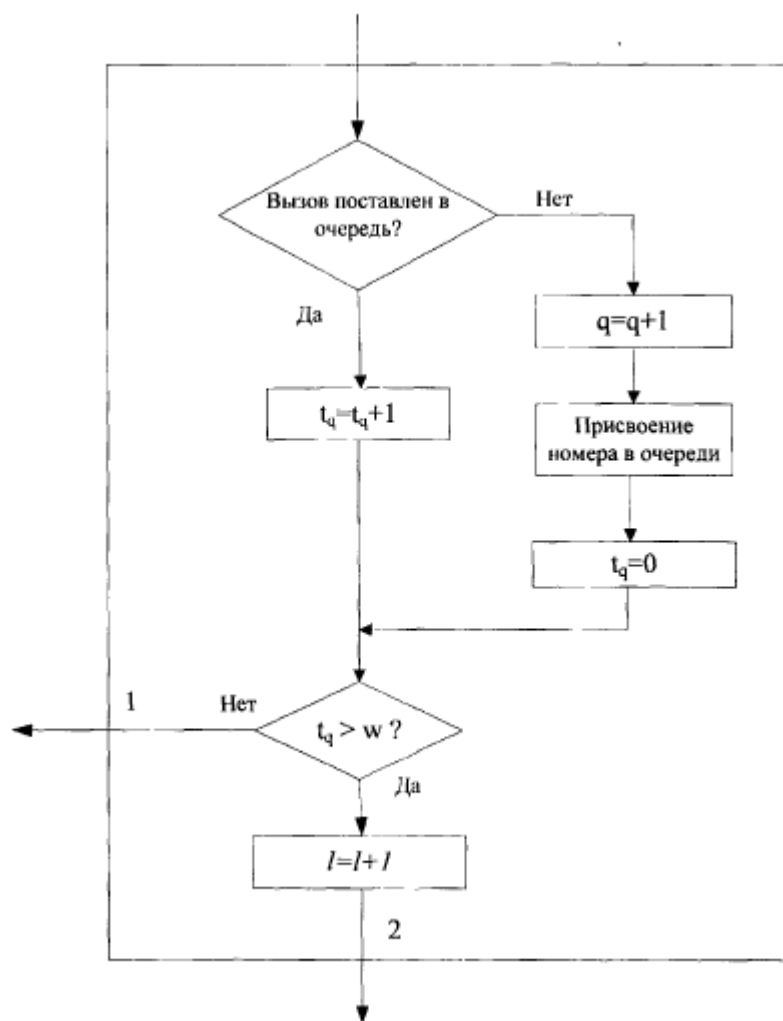 Вызов поставлен в
очередь?
Нет
Да
q=q+1
t_q=t_q+1
Присвоение
номера в очереди
t_q=0
1
Нет
t_q > w ?
Да
l=l+1
2